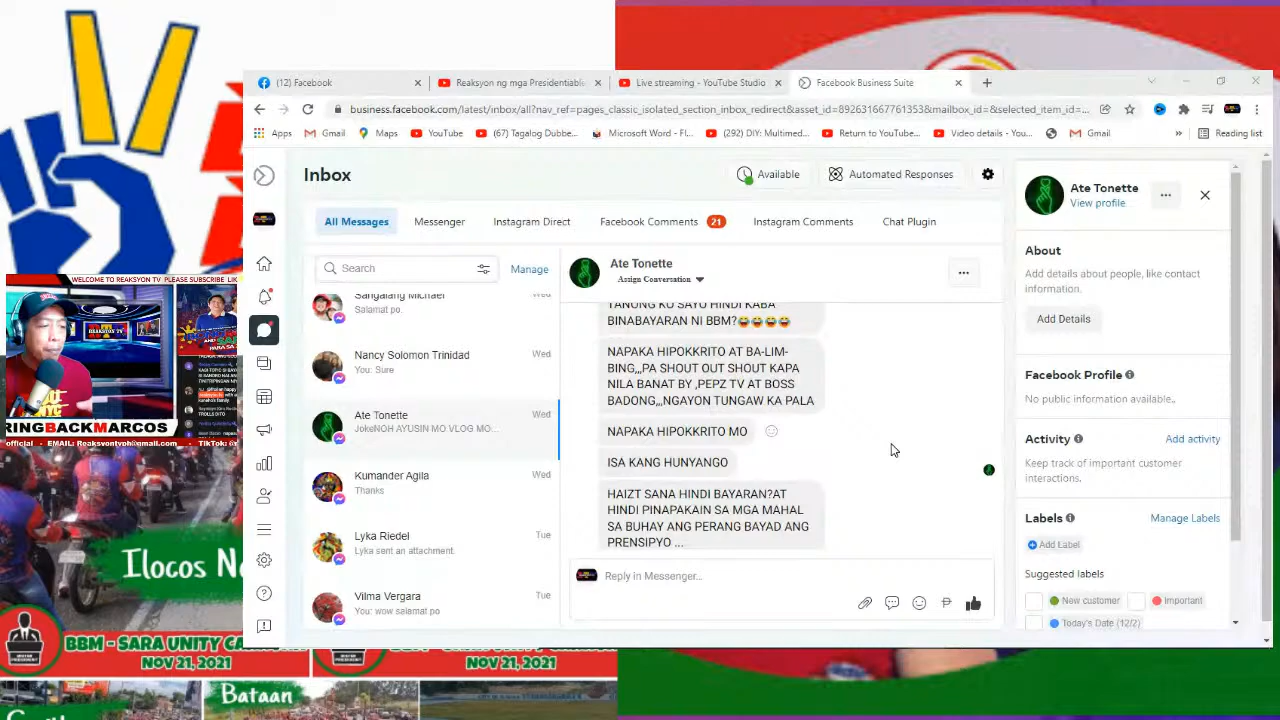 (12) Facebook
Reaksyon ng mga Presidentiable
Live streaming - YouTube Studio
Facebook Business Suite
business.facebook.com/latest/inbox/all?nav_ref=pages_classic_isolated_section_inbox_redirect&asset_id=892631667761353&mailbox_id=&selected_item_id=...
Apps
Gmail
Maps
YouTube
(67) Tagalog Dubbe...
Microsoft Word - Fl...
(292) DIY: Multimed...
Return to YouTube...
Video details - You...
Gmail
Reading list
Inbox
Available
Automated Responses
All Messages
Messenger
Instagram Direct
Facebook Comments 21
Instagram Comments
Chat Plugin
Search
Manage
Sangalang Michael
Wed
Salamat po.
Nancy Solomon Trinidad
Wed
You: Sure
Ate Tonette
Wed
JokeNOH AYUSIN MO VLOG MO...
Kumander Agila
Wed
Thanks
Lyka Riedel
Tue
Lyka sent an attachment.
Vilma Vergara
Tue
You: wow salamat po
Ate Tonette
Assign Conversation
TANUNG KU SAYO HINDI KABA
BINABAYARAN NI BBM?😂😂😂😂
NAPAKA HIPOKKRITO AT BA-LIM-
BING,,,PA SHOUT OUT SHOUT KAPA
NILA BANAT BY ,PEPZ TV AT BOSS
BADONG,,,NGAYON TUNGAW KA PALA
NAPAKA HIPOKKRITO MO
ISA KANG HUNYANGO
HAIZT SANA HINDI BAYARAN?AT
HINDI PINAPAKAIN SA MGA MAHAL
SA BUHAY ANG PERANG BAYAD ANG
PRENSIPYO ...
Reply in Messenger...
Ate Tonette
View profile
About
Add details about people, like contact
information.
Add Details
Facebook Profile
No public information available..
Activity
Add activity
Keep track of important customer
interactions.
Labels
Manage Labels
Add Label
Suggested labels
New customer
Important
Today's Date (12/2)
WELCOME TO REAKSYON TV PLEASE SUBSCRIBE LIK
REAKSYON TV
RINGBACKMARCOS
official - EMAIL: Reaksyontvph@gmail.com - TikTok: @r
Ilocos No
BBM - SARA UNITY CA
NOV 21, 2021
NOV 21, 2021
Bataan